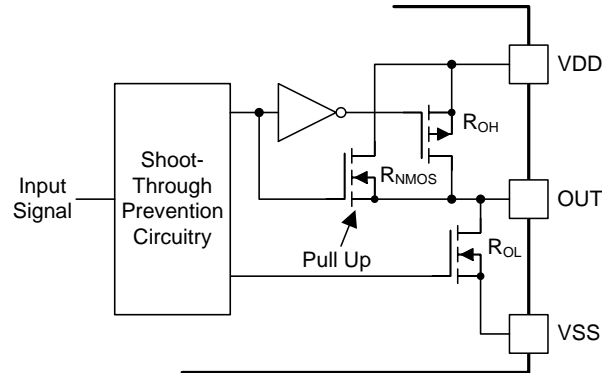 VDD
R_OH
Shoot-
Through
Prevention
Circuitry
R_NMOS
Input
Signal
OUT
Pull Up
R_OL
VSS